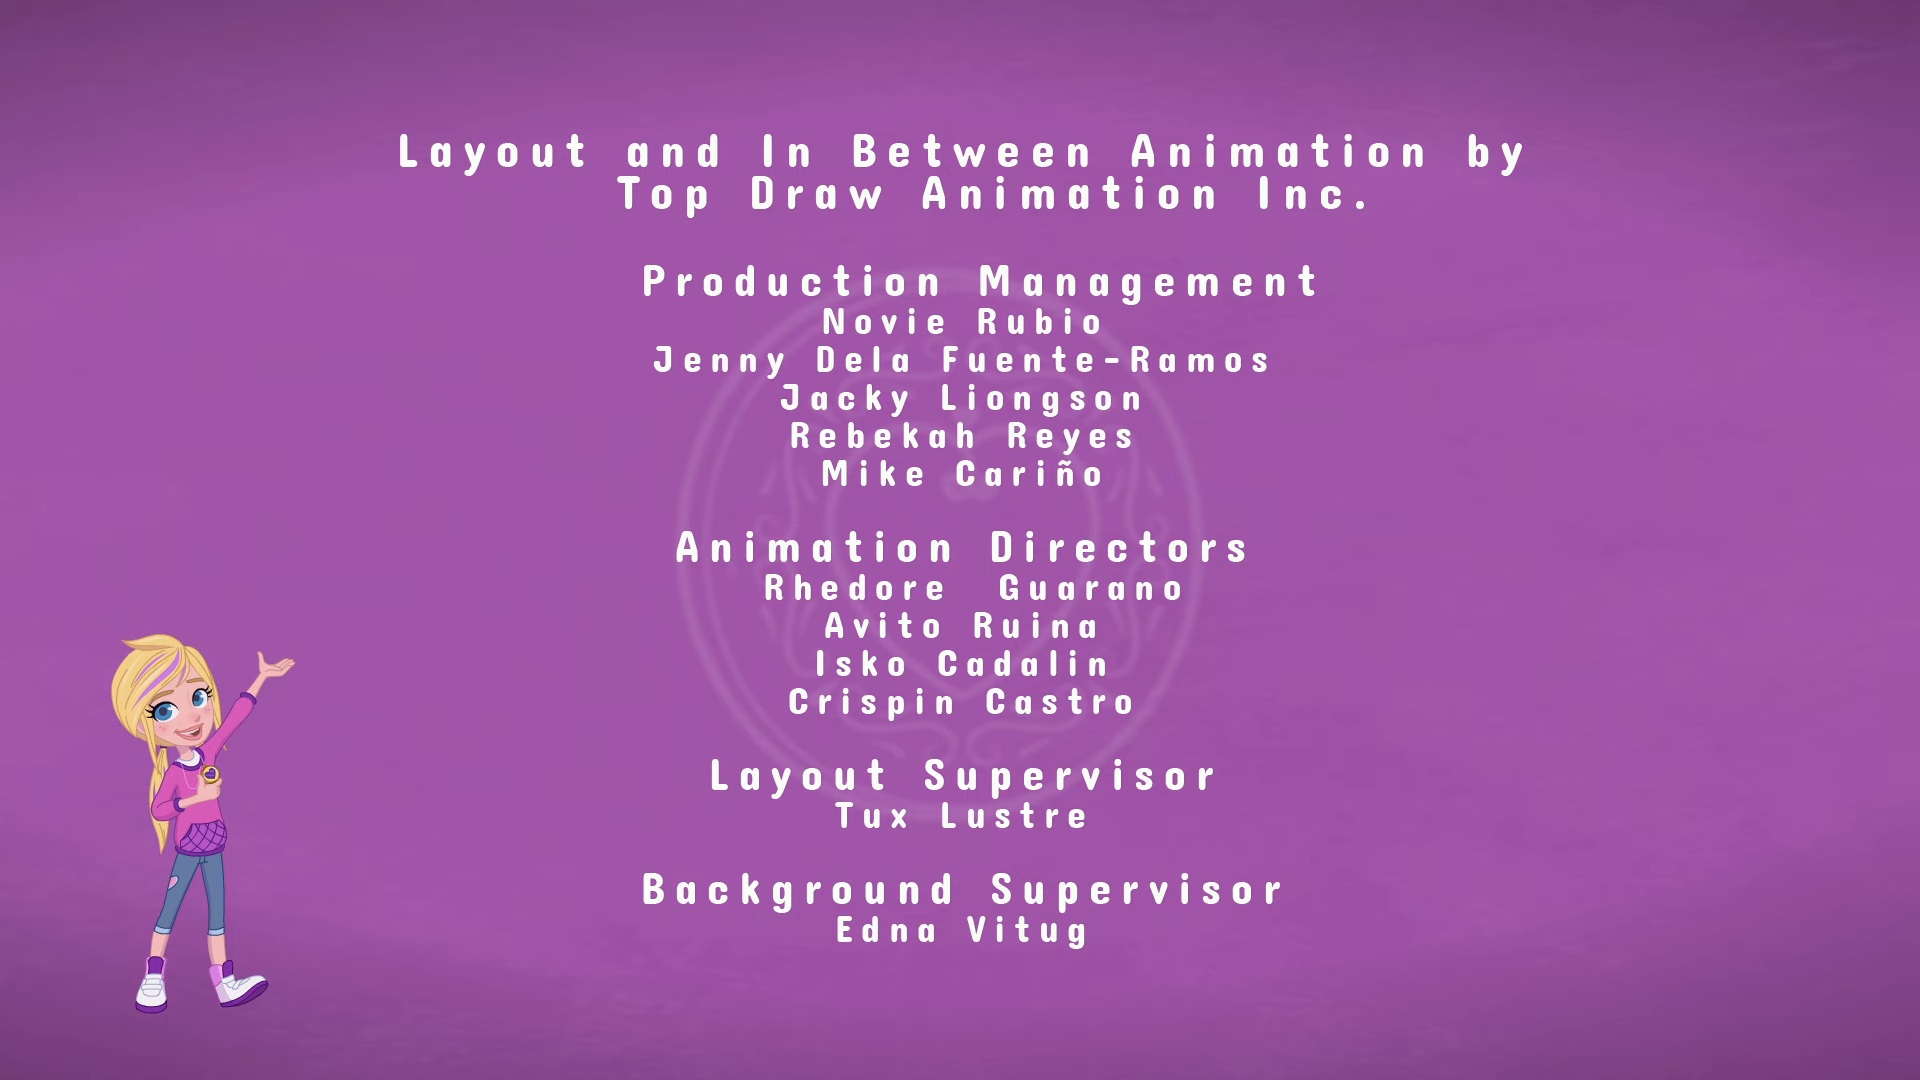 Layout and In Between Animation by
Top Draw Animation Inc.
Production Management
Novie Rubio
Jenny Dela Fuente-Ramos
Jacky Liongson
Rebekah Reyes
Mike Cariño
Animation Directors
Rhedore Guarano
Avito Ruina
Isko Cadalin
Crispin Castro
Layout Supervisor
Tux Lustre
Background Supervisor
Edna Vitug